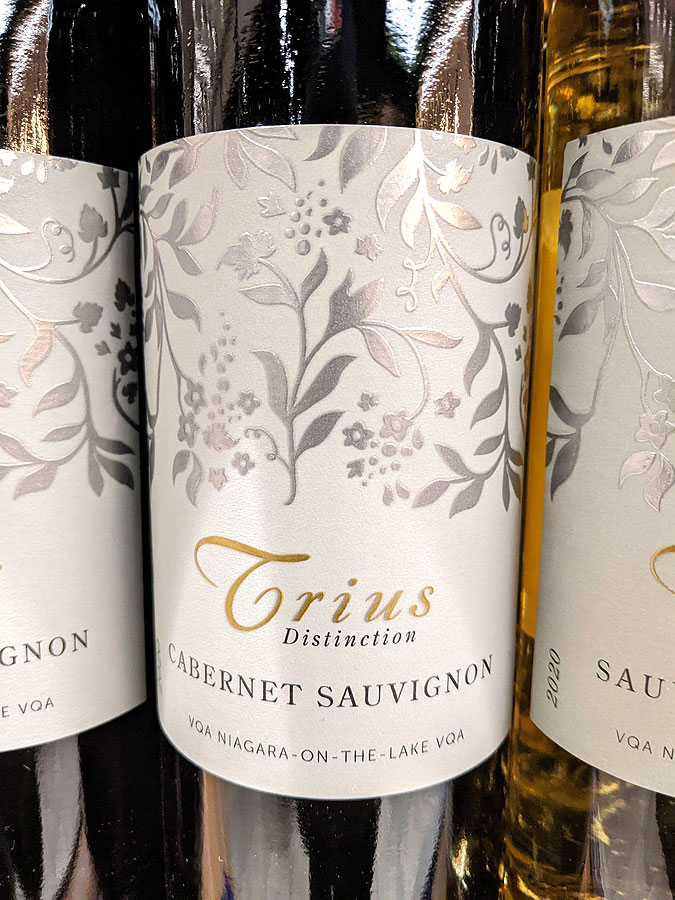 Trius
Distinction
CABERNET SAUVIGNON
VQA NIAGARA-ON-THE-LAKE VQA
GNON
E VQA
2020
SAU
VQA N